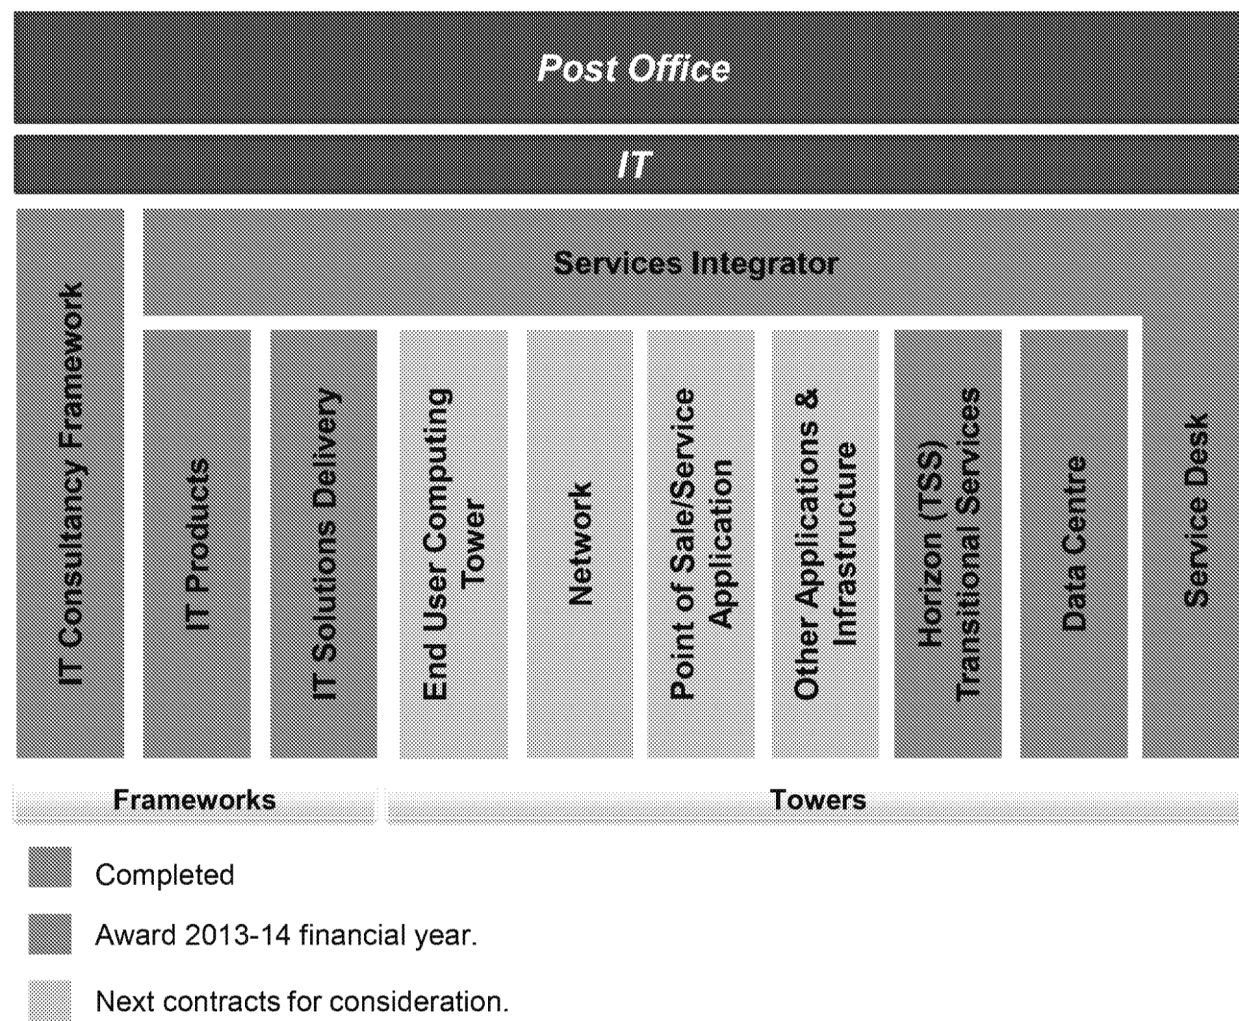 Post Office
IT
Services Integrator
IT Consultancy Framework
IT Products
IT Solutions Delivery
End User Computing
Tower
Network
Point of Sale/Service
Application
Other Applications &
Infrastructure
Horizon (TSS)
Transitional Services
Data Centre
Service Desk
Frameworks
Towers
Completed
Award 2013-14 financial year.
Next contracts for consideration.